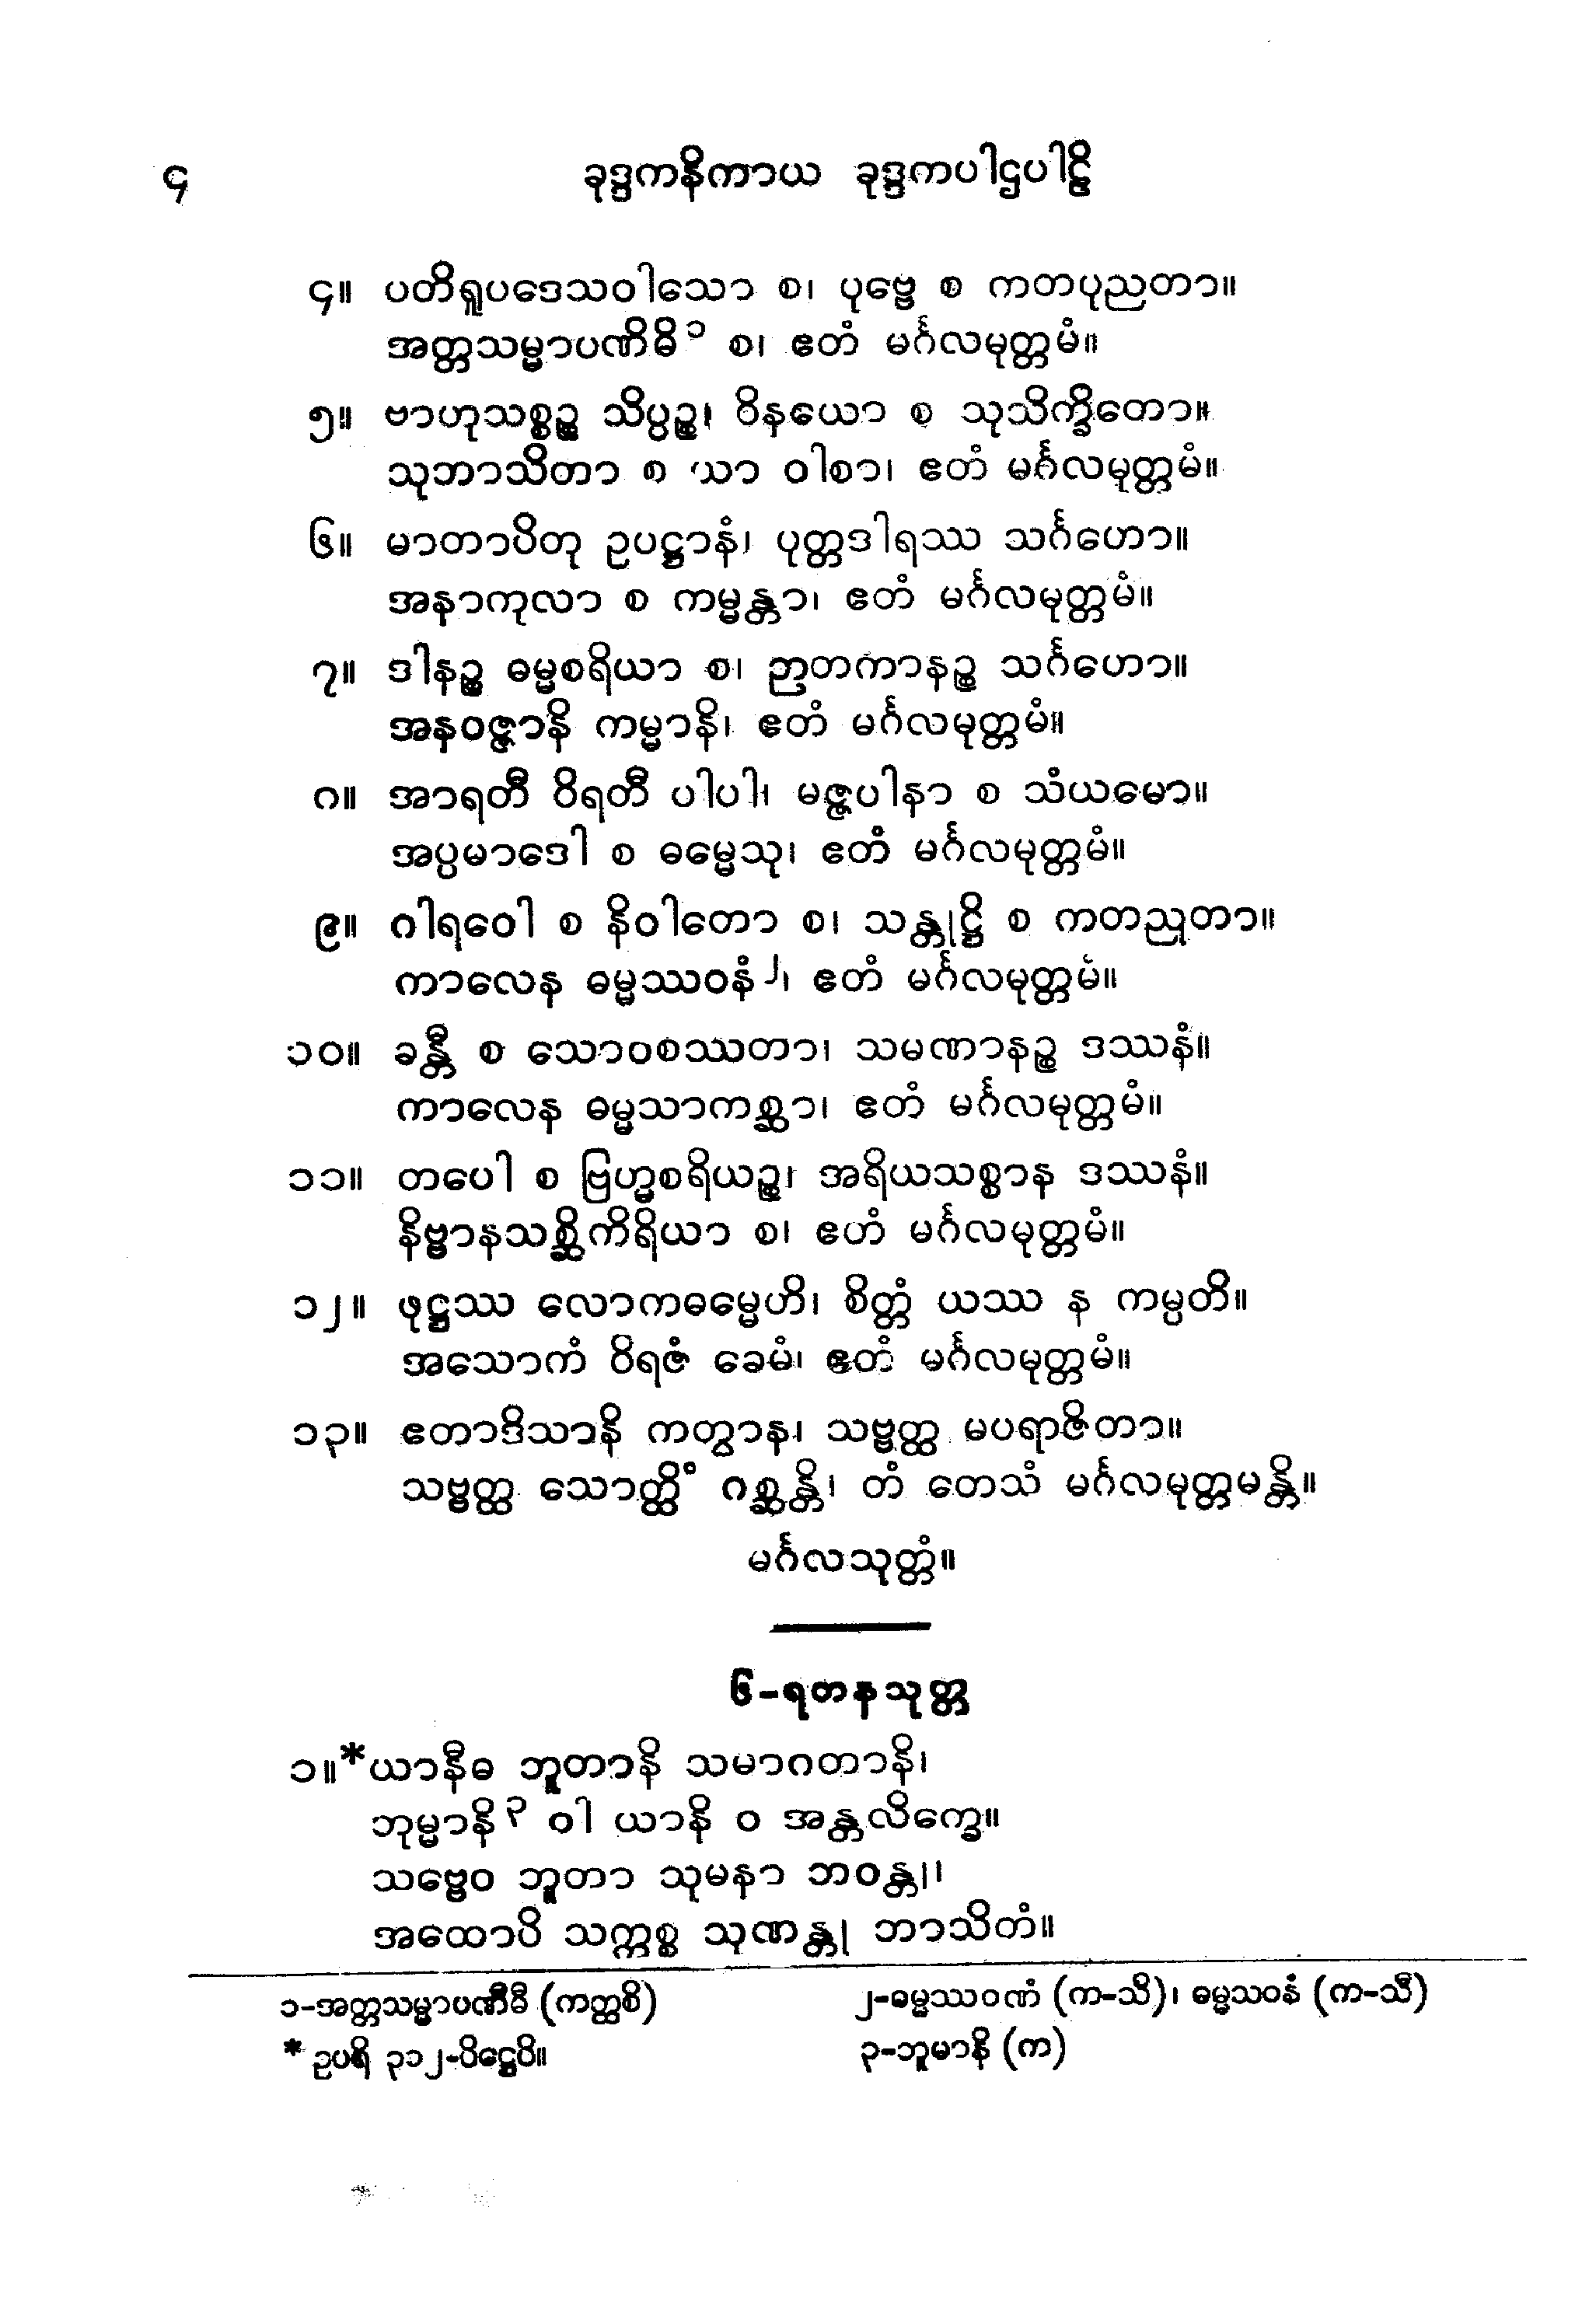 ၄ ခုဒ္ဒကနိကာယ ခုဒ္ဒကပါဌပါဠိ
၄။ ပတိရူပဒေသဝါသော စ၊ ပုဗ္ဗေ စ ကတပုညတာ။
အတ္တသမ္မာပဏိဓိ ၁ စ၊ ဧတံ မင်္ဂလမုတ္တမံ။
၅။ ဗာဟုသစ္စဉ္စ သိပ္ပဉ္စ၊ ဝိနယော စ သုသိက္ခိတော။
သုဘာသိတာ စ ယာ ဝါစာ၊ ဧတံ မင်္ဂလမုတ္တမံ။
၆။ မာတာပိတု ဥပဋ္ဌာနံ၊ ပုတ္တဒါရဿ သင်္ဂဟော။
အနာကုလာ စ ကမ္မန္တာ၊ ဧတံ မင်္ဂလမုတ္တမံ။
၇။ ဒါနဉ္စ ဓမ္မစရိယာ စ၊ ဉာတကာနဉ္စ သင်္ဂဟော။
အနဝဇ္ဇာနိ ကမ္မာနိ၊ ဧတံ မင်္ဂလမုတ္တမံ။
၈။ အာရတီ ဝိရတီ ပါပါ၊ မဇ္ဇပါနာ စ သံယမော။
အပ္ပမာဒေါ စ ဓမ္မေသု၊ ဧတံ မင်္ဂလမုတ္တမံ။
၉။ ဂါရဝေါ စ နိဝါတော စ၊ သန္တုဋ္ဌိ စ ကတညုတာ။
ကာလေန ဓမ္မဿဝနံ ၂၊ ဧတံ မင်္ဂလမုတ္တမံ။
၁၀။ ခန္တီ စ သောဝစဿတာ၊ သမဏာနဉ္စ ဒဿနံ။
ကာလေန ဓမ္မသာကစ္ဆာ၊ ဧတံ မင်္ဂလမုတ္တမံ။
၁၁။ တပေါ စ ဗြဟ္မစရိယဉ္စ၊ အရိယသစ္စာန ဒဿနံ။
နိဗ္ဗာနသစ္ဆိကိရိယာ စ၊ ဧတံ မင်္ဂလမုတ္တမံ။
၁၂။ ဖုဋ္ဌဿ လောကဓမ္မေဟိ၊ စိတ္တံ ယဿ န ကမ္ပတိ။
အသောကံ ဝိရဇံ ခေမံ၊ ဧတံ မင်္ဂလမုတ္တမံ။
၁၃။ ဧတာဒိသာနိ ကတွာန၊ သဗ္ဗတ္ထ မပရာဇိတာ။
သဗ္ဗတ္ထ သောတ္ထိံ ဂစ္ဆန္တိ၊ တံ တေသံ မင်္ဂလမုတ္တမန္တိ။
မင်္ဂလသုတ္တံ။
၆-ရတနသုတ္တ
၁။*ယာနီဓ ဘူတာနိ သမာဂတာနိ၊
ဘုမ္မာနိ ၃ ဝါ ယာနိ ဝ အန္တလိက္ခေ။
သဗ္ဗေဝ ဘူတာ သုမနာ ဘဝန္တု၊
အထောပိ သက္ကစ္စ သုဏန္တု ဘာသိတံ။
၁-အတ္တသမ္မာပဏီဓီ (ကတ္ထစိ) ၂-ဓမ္မဿဝဏံ (က-သိ)၊ ဓမ္မသဝနံ (က-သီ)
* ဥပရိ ၃၁၂-ပိဋ္ဌေပိ။ ၃-ဘူမာနိ (က)